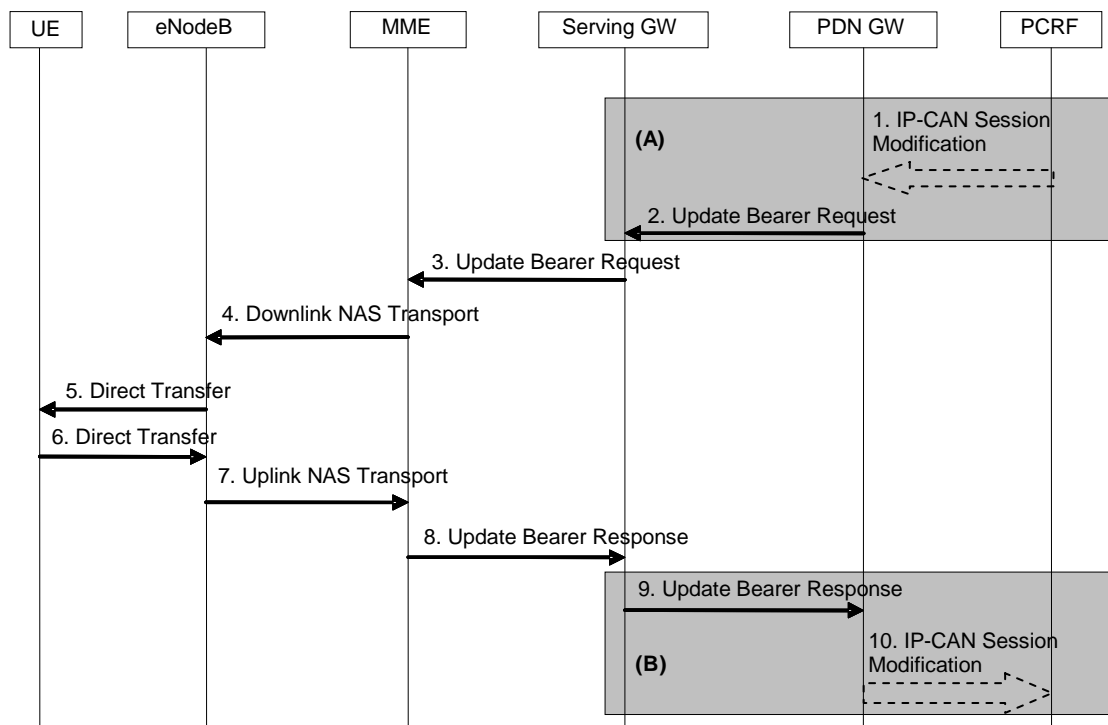 UE eNodeB MME Serving GW PDN GW PCRF
(A)
1. IP-CAN Session
Modification
2. Update Bearer Request
3. Update Bearer Request
4. Downlink NAS Transport
5. Direct Transfer
6. Direct Transfer
7. Uplink NAS Transport
8. Update Bearer Response
9. Update Bearer Response
(B)
10. IP-CAN Session
Modification